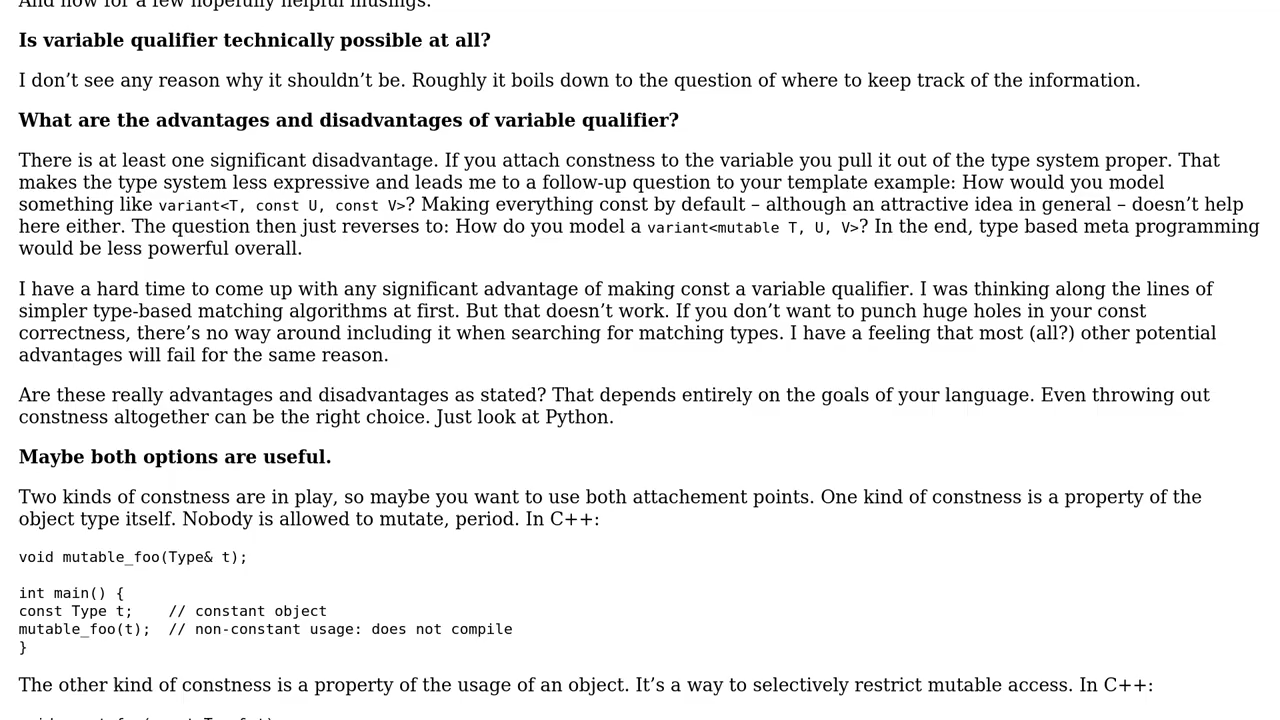 And now for a few hopefully helpful musings.
Is variable qualifier technically possible at all?
I don’t see any reason why it shouldn’t be. Roughly it boils down to the question of where to keep track of the information.
What are the advantages and disadvantages of variable qualifier?
There is at least one significant disadvantage. If you attach constness to the variable you pull it out of the type system proper. That
makes the type system less expressive and leads me to a follow-up question to your template example: How would you model
something like variant<T, const U, const V>? Making everything const by default – although an attractive idea in general – doesn’t help
here either. The question then just reverses to: How do you model a variant<mutable T, U, V>? In the end, type based meta programming
would be less powerful overall.
I have a hard time to come up with any significant advantage of making const a variable qualifier. I was thinking along the lines of
simpler type-based matching algorithms at first. But that doesn’t work. If you don’t want to punch huge holes in your const
correctness, there’s no way around including it when searching for matching types. I have a feeling that most (all?) other potential
advantages will fail for the same reason.
Are these really advantages and disadvantages as stated? That depends entirely on the goals of your language. Even throwing out
constness altogether can be the right choice. Just look at Python.
Maybe both options are useful.
Two kinds of constness are in play, so maybe you want to use both attachement points. One kind of constness is a property of the
object type itself. Nobody is allowed to mutate, period. In C++:
void mutable_foo(Type& t);
int main() {
const Type t;    // constant object
mutable_foo(t);  // non-constant usage: does not compile
}
The other kind of constness is a property of the usage of an object. It’s a way to selectively restrict mutable access. In C++: